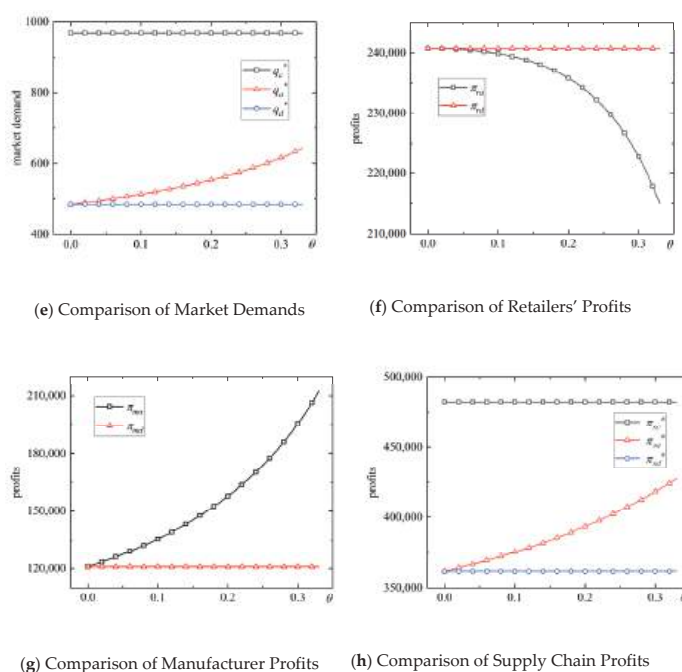 1000
800
600
400
market demand
q_c*
q_d*
0.0 0.1 0.2 0.3 θ
(e) Comparison of Market Demands
240,000
230,000
220,000
210,000
profits
0.0 0.1 0.2 0.3 θ
(f) Comparison of Retailers’ Profits
210,000
180,000
150,000
120,000
profits
0.0 0.1 0.2 0.3 θ
(g) Comparison of Manufacturer Profits
500,000
450,000
400,000
350,000
profits
0.0 0.1 0.2 0.3 θ
(h) Comparison of Supply Chain Profits